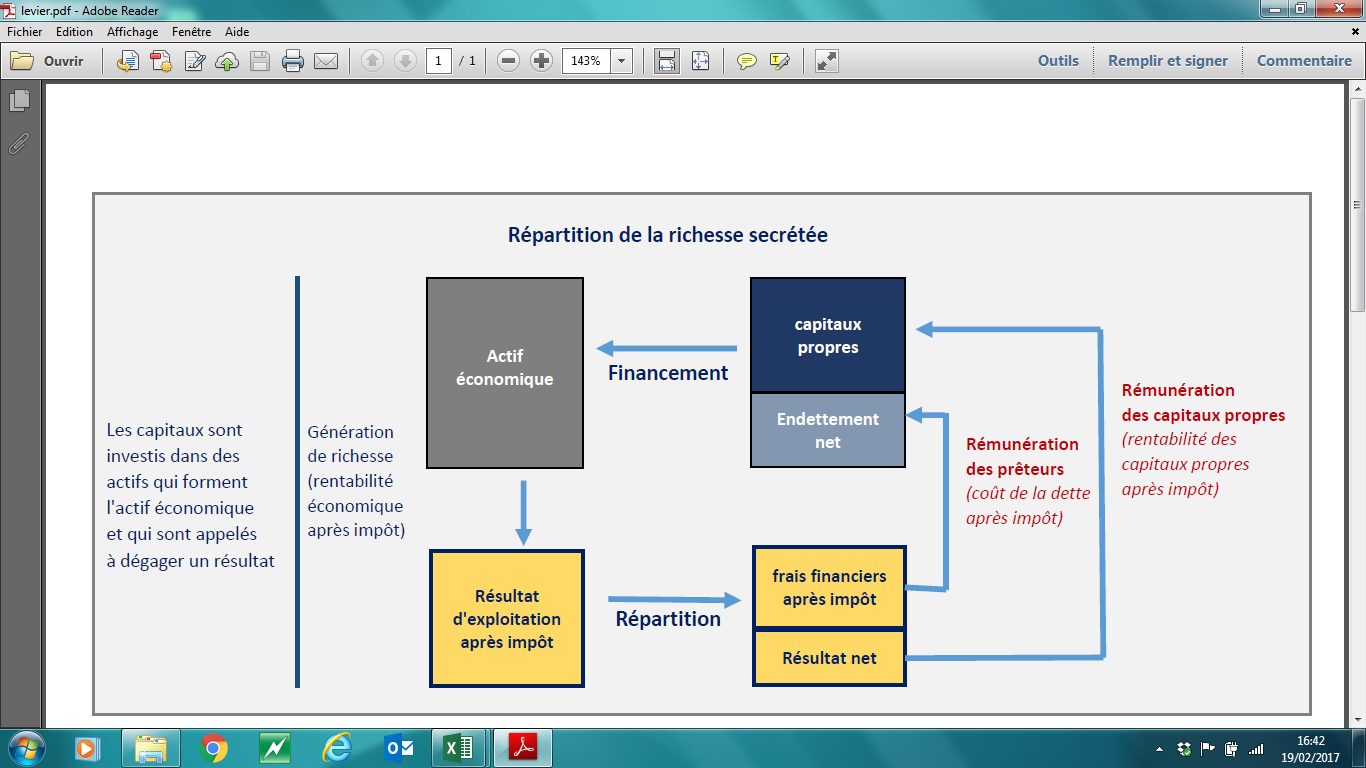 levier.pdf - Adobe Reader
Fichier Edition Affichage Fenêtre Aide
Ouvrir
1 / 1
143%
Outils
Remplir et signer
Commentaire
Répartition de la richesse secrétée
Les capitaux sont
investis dans des
actifs qui forment
l'actif économique
et qui sont appelés
à dégager un résultat
Génération
de richesse
(rentabilité
économique
après impôt)
Actif
économique
Financement
capitaux
propres
Endettement
net
Rémunération
des prêteurs
(coût de la dette
après impôt)
Rémunération
des capitaux propres
(rentabilité des
capitaux propres
après impôt)
Résultat
d'exploitation
après impôt
Répartition
frais financiers
après impôt
Résultat net
16:42
19/02/2017